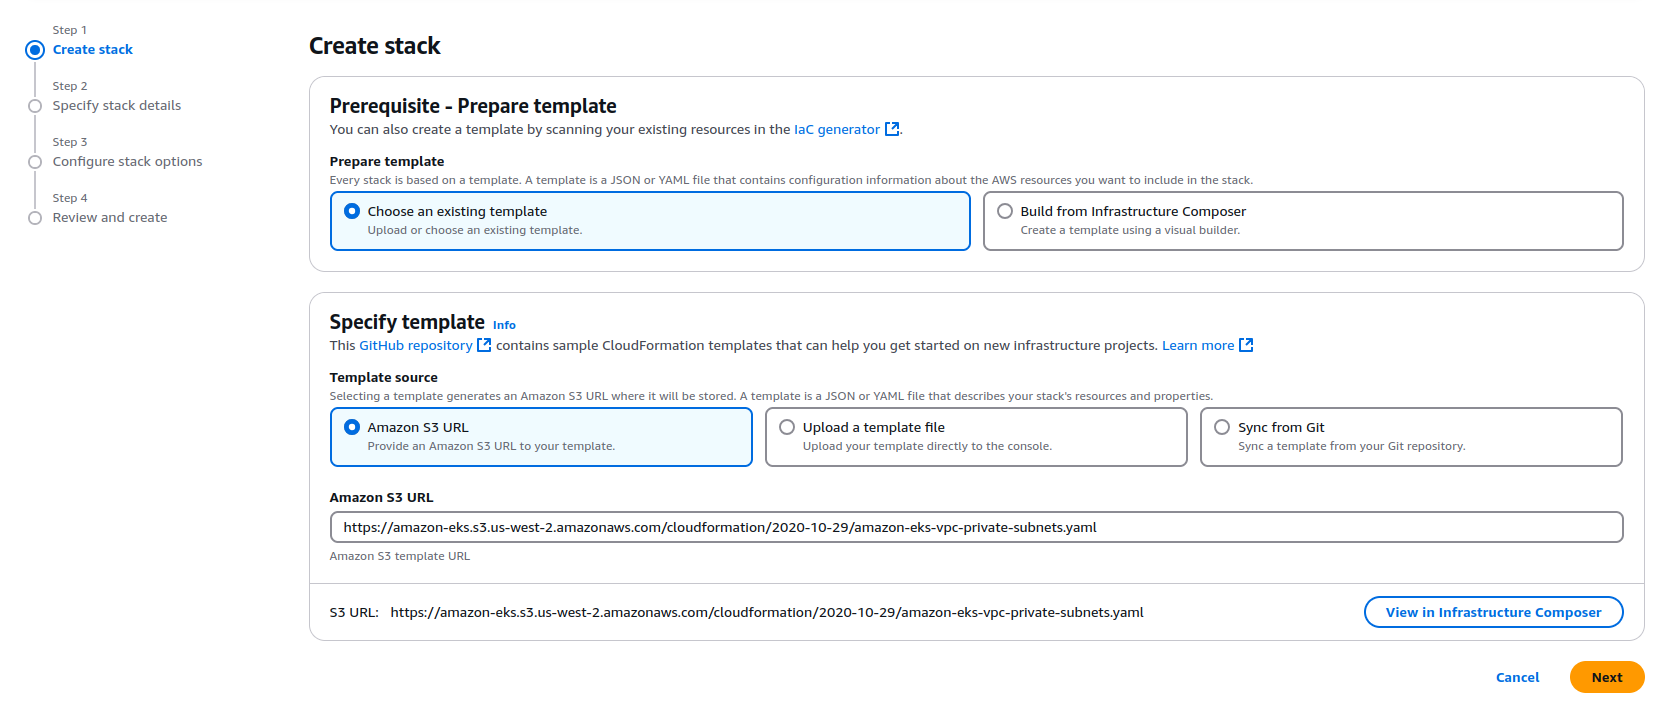 Step 1
Create stack
Step 2
Specify stack details
Step 3
Configure stack options
Step 4
Review and create
Create stack
Prerequisite - Prepare template
You can also create a template by scanning your existing resources in the IaC generator.
Prepare template
Every stack is based on a template. A template is a JSON or YAML file that contains configuration information about the AWS resources you want to include in the stack.
Choose an existing template
Upload or choose an existing template.
Build from Infrastructure Composer
Create a template using a visual builder.
Specify template Info
This GitHub repository contains sample CloudFormation templates that can help you get started on new infrastructure projects. Learn more
Template source
Selecting a template generates an Amazon S3 URL where it will be stored. A template is a JSON or YAML file that describes your stack's resources and properties.
Amazon S3 URL
Provide an Amazon S3 URL to your template.
Upload a template file
Upload your template directly to the console.
Sync from Git
Sync a template from your Git repository.
Amazon S3 URL
https://amazon-eks.s3.us-west-2.amazonaws.com/cloudformation/2020-10-29/amazon-eks-vpc-private-subnets.yaml
Amazon S3 template URL
S3 URL: https://amazon-eks.s3.us-west-2.amazonaws.com/cloudformation/2020-10-29/amazon-eks-vpc-private-subnets.yaml
View in Infrastructure Composer
Cancel
Next